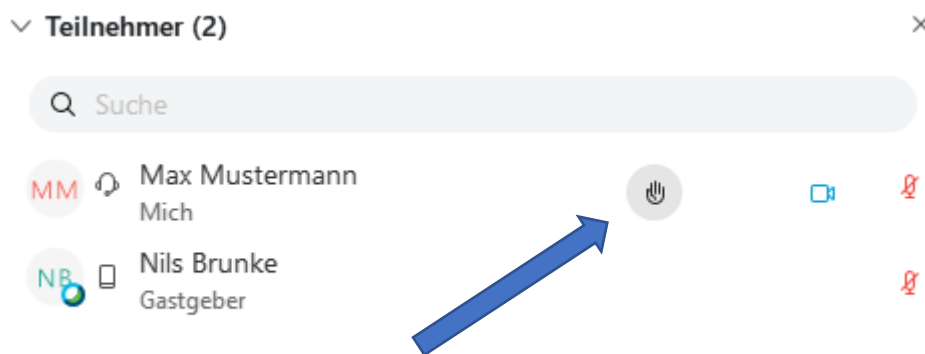 Teilnehmer (2)
Suche
MM Max Mustermann
Mich
NB Nils Brunke
Gastgeber